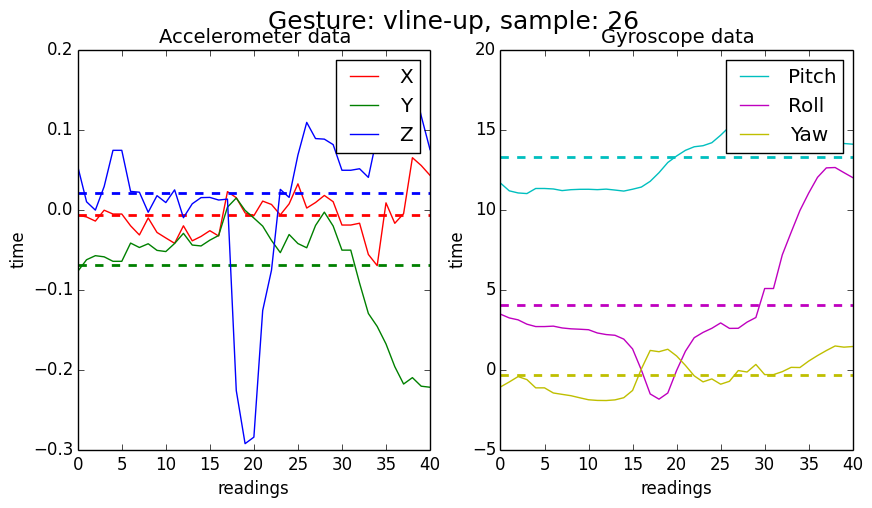 Gesture: vline-up, sample: 26
Accelerometer data
0.2
0.1
0.0
−0.1
−0.2
−0.3
0 5 10 15 20 25 30 35 40
time
readings
X
Y
Z
Gyroscope data
20
15
10
5
0
−5
0 5 10 15 20 25 30 35 40
time
readings
Pitch
Roll
Yaw